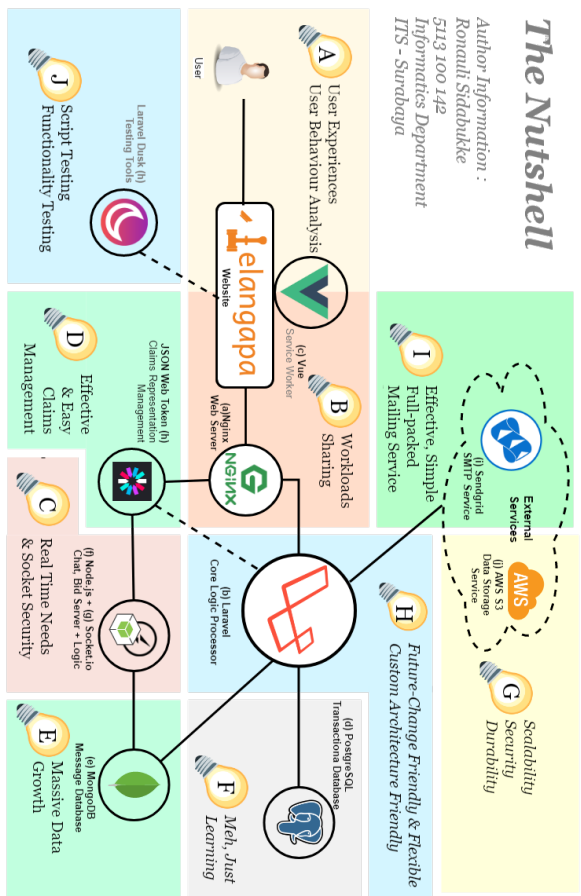 The Nutshell
Author Information :
Ronauli Sidabukke
5113 100 142
Informatics Department
ITS - Surabaya
A
User Experiences
User Behaviour Analysis
User
J
Script Testing
Functionality Testing
Laravel Dusk (h)
Testing Tools
lelangapa
Website
(c) Vue
Service Worker
B
Workloads
Sharing
(a)Nginx
Web Server
NGiNX
I
Effective, Simple
Full-packed
Mailing Service
(i) Sendgrid
SMTP Service
External
Services
AWS
(j) AWS S3
Data Storage
Service
D
Effective
& Easy
Claims
Management
JSON Web Token (h)
Claims Representation
Management
C
Real Time Needs
& Socket Security
(f) Node.js + (g) Socket.io
Chat, Bid Server + Logic
(b) Laravel
Core Logic Processor
H
Future-Change Friendly & Flexible
Custom Architecture Friendly
G
Scalability
Security
Durability
(d) PostgreSQL
Transactiona Database
F
Meh, Just
Learning
(e) MongoDB
Message Database
E
Massive Data
Growth